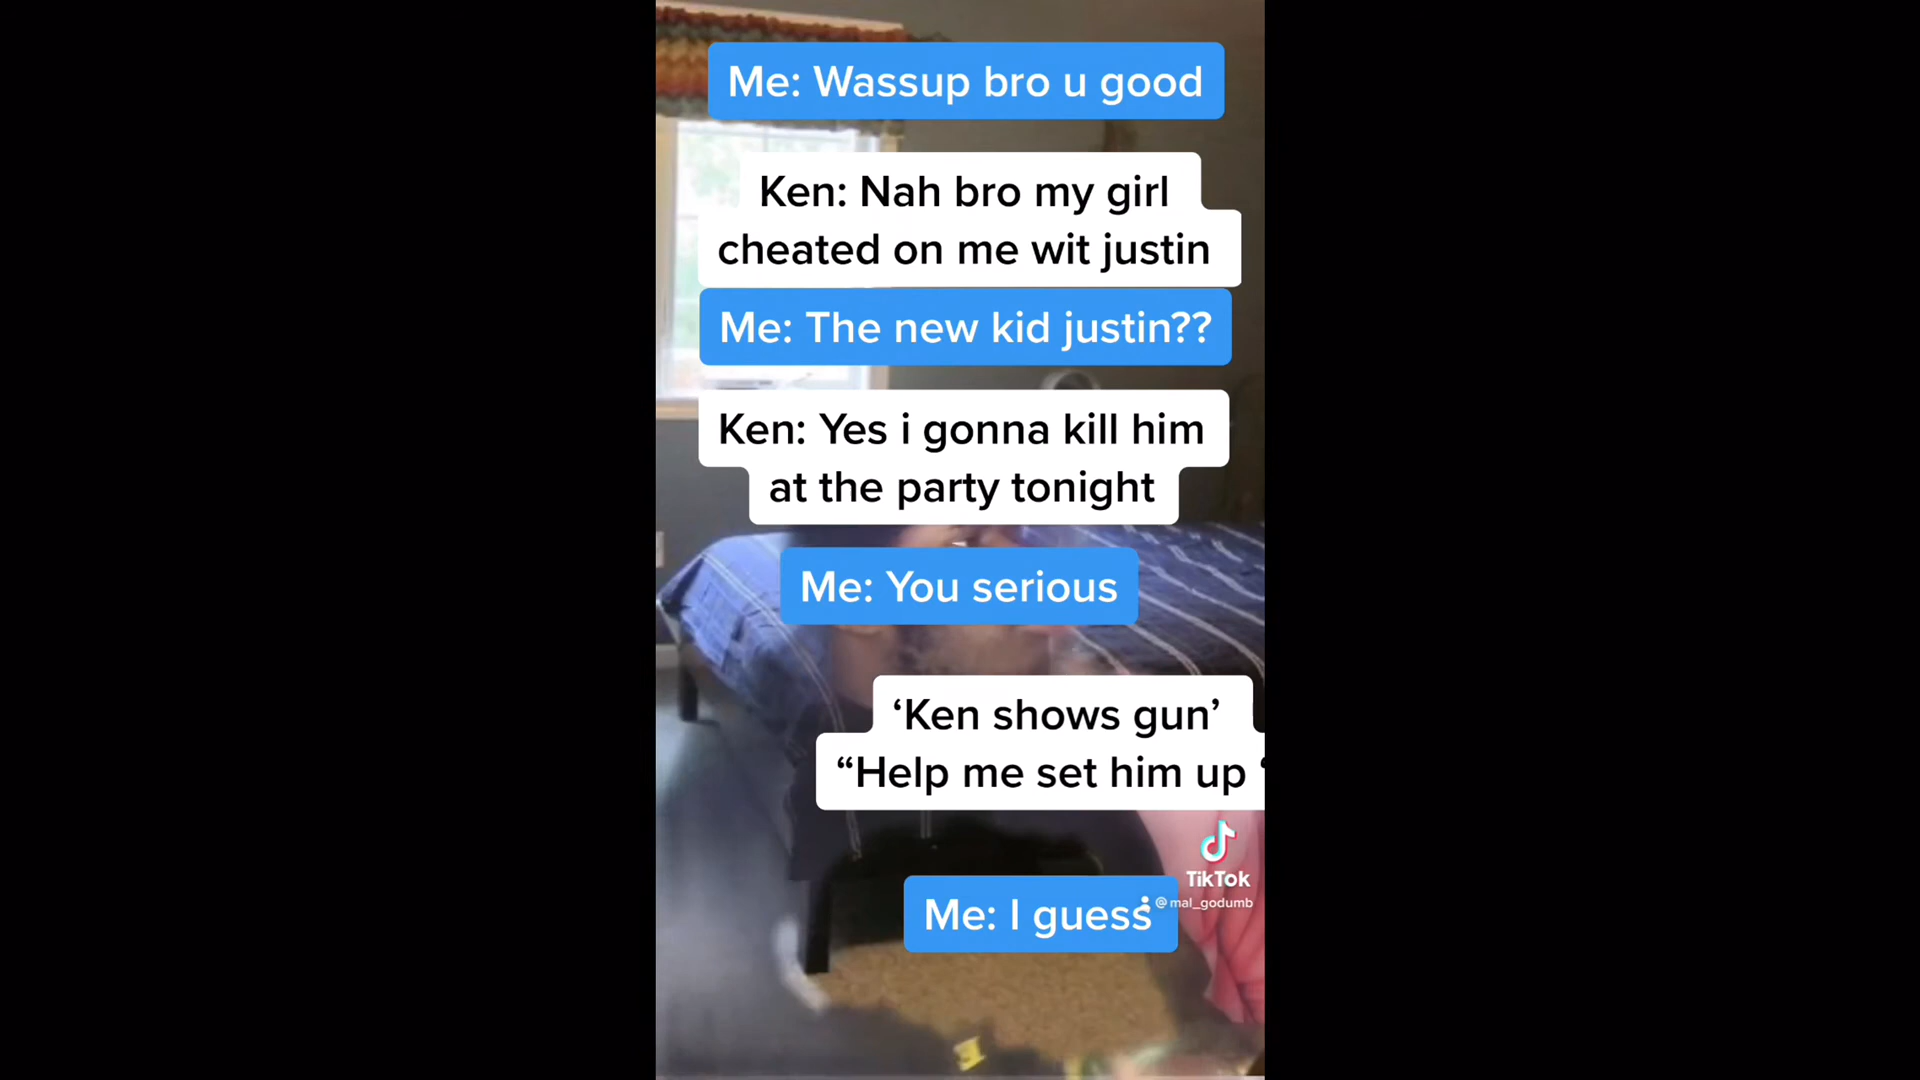 Me: Wassup bro u good
Ken: Nah bro my girl
cheated on me wit justin
Me: The new kid justin??
Ken: Yes i gonna kill him
at the party tonight
Me: You serious
‘Ken shows gun’
“Help me set him up “
Me: I guess
TikTok
@mal_godumb